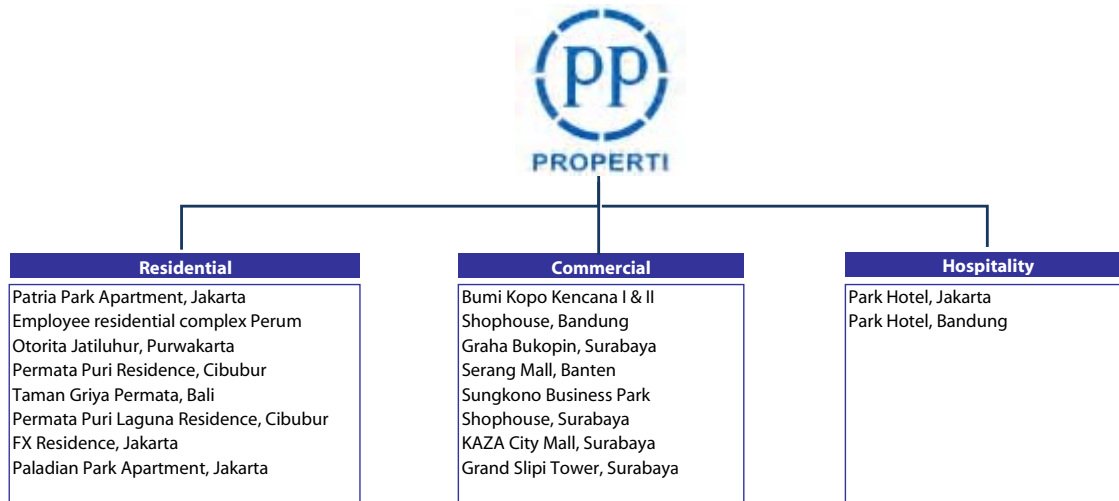 PP
PROPERTI
Residential
Patria Park Apartment, Jakarta
Employee residential complex Perum
Otorita Jatiluhur, Purwakarta
Permata Puri Residence, Cibubur
Taman Griya Permata, Bali
Permata Puri Laguna Residence, Cibubur
FX Residence, Jakarta
Paladian Park Apartment, Jakarta
Commercial
Bumi Kopo Kencana I & II
Shophouse, Bandung
Graha Bukopin, Surabaya
Serang Mall, Banten
Sungkono Business Park
Shophouse, Surabaya
KAZA City Mall, Surabaya
Grand Slipi Tower, Surabaya
Hospitality
Park Hotel, Jakarta
Park Hotel, Bandung